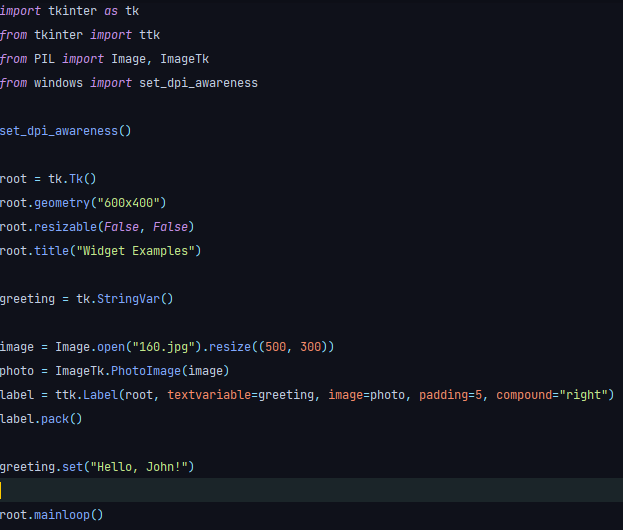 import tkinter as tk
from tkinter import ttk
from PIL import Image, ImageTk
from windows import set_dpi_awareness
set_dpi_awareness()
root = tk.Tk()
root.geometry("600x400")
root.resizable(False, False)
root.title("Widget Examples")
greeting = tk.StringVar()
image = Image.open("160.jpg").resize((500, 300))
photo = ImageTk.PhotoImage(image)
label = ttk.Label(root, textvariable=greeting, image=photo, padding=5, compound="right")
label.pack()
greeting.set("Hello, John!")
root.mainloop()